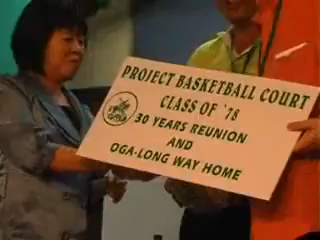 PROJECT BASKETBALL COURT
CLASS OF '78
30 YEARS REUNION
AND
OGA-LONG WAY HOME